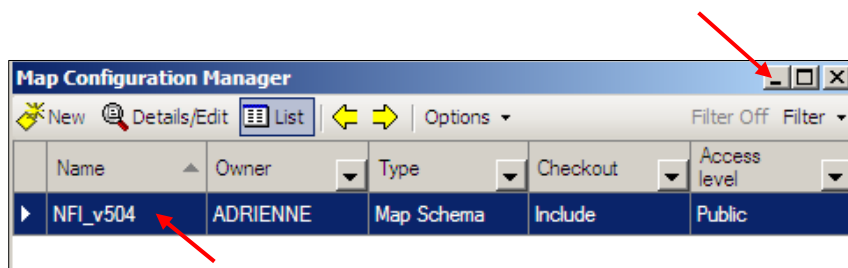 Map Configuration Manager
New Details/Edit List Options Filter Off Filter
Name Owner Type Checkout Access level
NFI_v504 ADRIENNE Map Schema Include Public